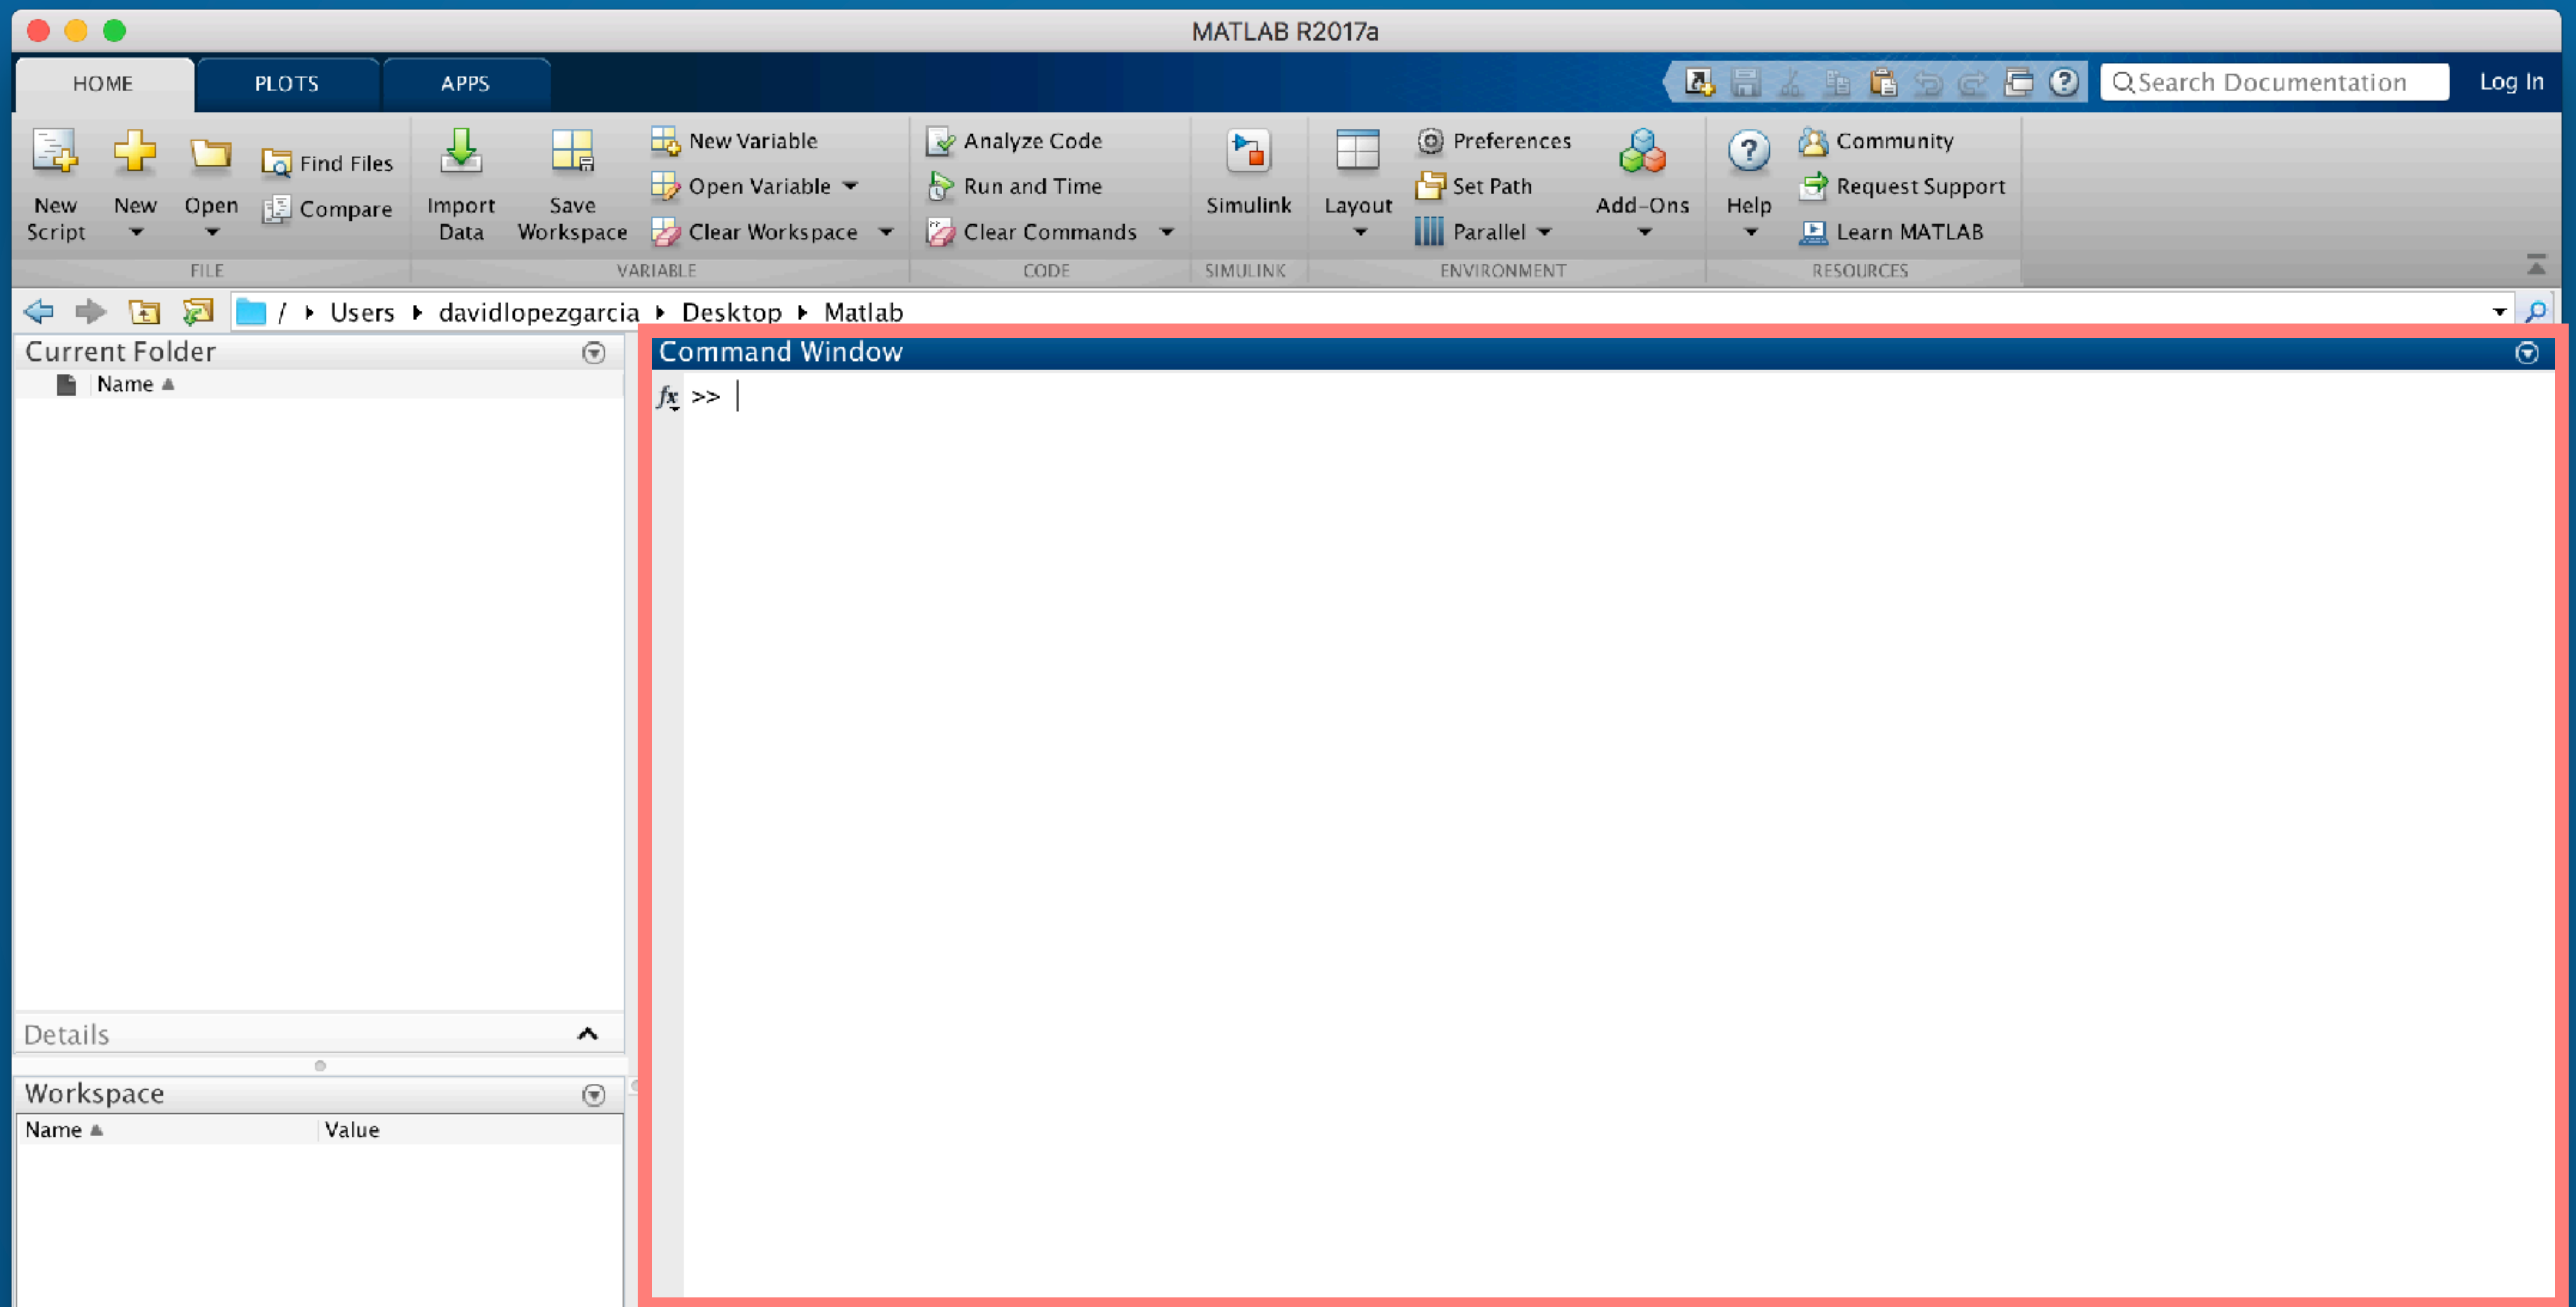 MATLAB R2017a
HOME PLOTS APPS Search Documentation Log In
New Script New Open Find Files Compare
Import Data Save Workspace New Variable Open Variable Clear Workspace
Analyze Code Run and Time Clear Commands
Simulink Layout Preferences Set Path Parallel Add-Ons
Help Community Request Support Learn MATLAB
FILE VARIABLE CODE SIMULINK ENVIRONMENT RESOURCES
/ Users davidlopezgarcia Desktop Matlab
Current Folder
Name
Command Window
fx >>
Details
Workspace
Name Value